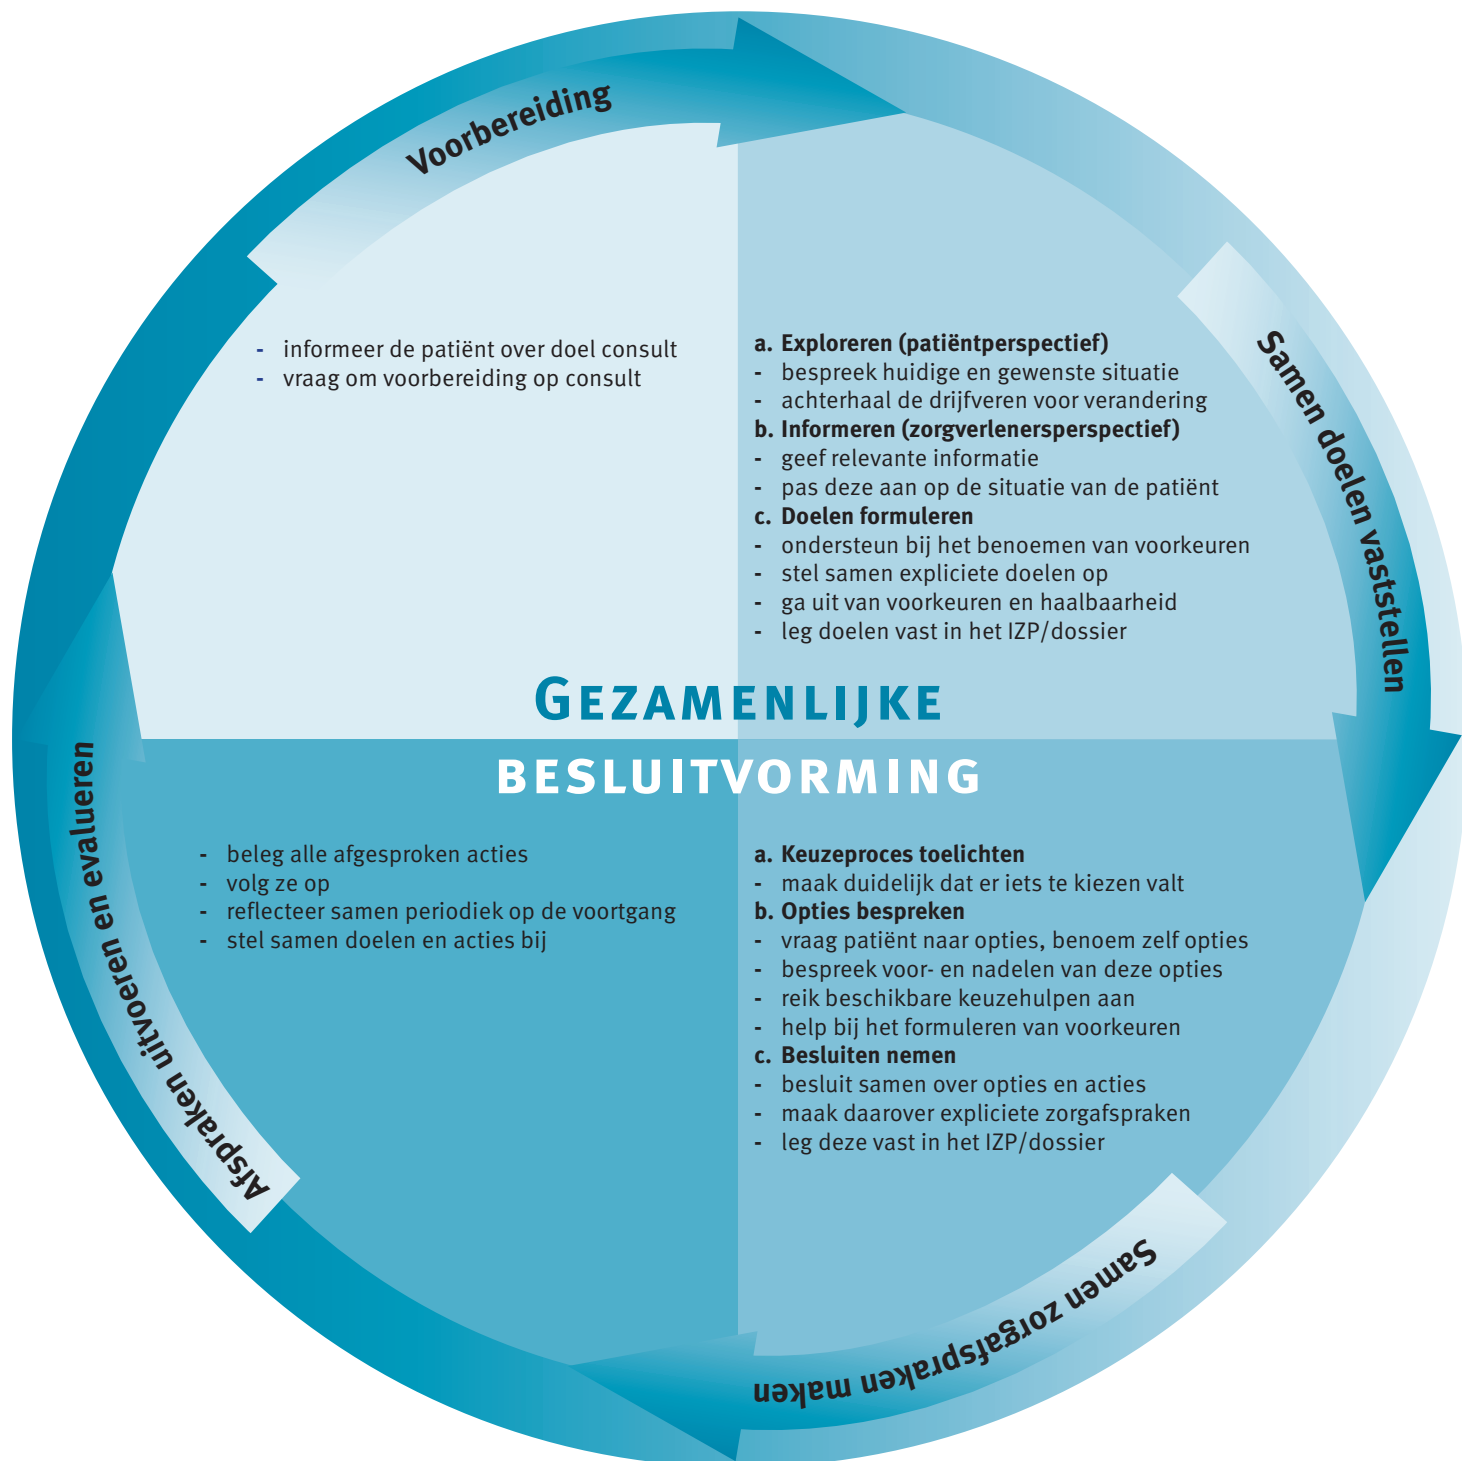 Voorbereiding
- informeer de patiënt over doel consult
- vraag om voorbereiding op consult
Samen doelen vaststellen
a. Exploreren (patiëntperspectief)
- bespreek huidige en gewenste situatie
- achterhaal de drijfveren voor verandering
b. Informeren (zorgverlenersperspectief)
- geef relevante informatie
- pas deze aan op de situatie van de patiënt
c. Doelen formuleren
- ondersteun bij het benoemen van voorkeuren
- stel samen expliciete doelen op
- ga uit van voorkeuren en haalbaarheid
- leg doelen vast in het IZP/dossier
GEZAMENLIJKE
BESLUITVORMING
a. Keuzeproces toelichten
- maak duidelijk dat er iets te kiezen valt
b. Opties bespreken
- vraag patiënt naar opties, benoem zelf opties
- bespreek voor- en nadelen van deze opties
- reik beschikbare keuzehulpen aan
- help bij het formuleren van voorkeuren
c. Besluiten nemen
- besluit samen over opties en acties
- maak daarover expliciete zorgafspraken
- leg deze vast in het IZP/dossier
Samen zorgafspraken maken
- beleg alle afgesproken acties
- volg ze op
- reflecteer samen periodiek op de voortgang
- stel samen doelen en acties bij
Afspraken uitvoeren en evalueren